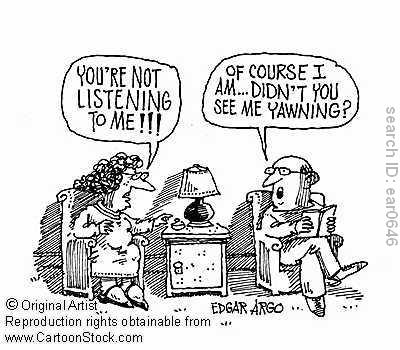 YOU'RE NOT
LISTENING
TO ME!!!
OF COURSE I
AM...DIDN'T YOU
SEE ME YAWNING?
EDGAR ARGO
© Original Artist
Reproduction rights obtainable from
www.CartoonStock.com
search ID: ear0646